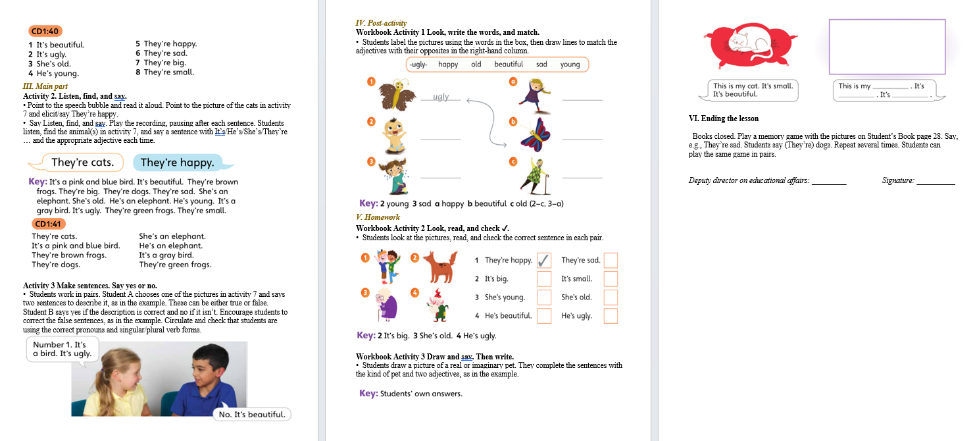 CD1:40
1 It's beautiful.
2 It's ugly.
3 She's old.
4 He's young.
5 They're happy.
6 They're sad.
7 They're big.
8 They're small.
III. Main part
Activity 2. Listen, find, and say.
• Point to the speech bubble and read it aloud. Point to the picture of the cats in activity
7 and elicit/say They're happy.
• Say Listen, find, and say. Play the recording, pausing after each sentence. Students
listen, find the animal(s) in activity 7, and say a sentence with It's/He's/She's/They're
… and the appropriate adjective each time.
They're cats.
They're happy.
Key: It's a pink and blue bird. It's beautiful. They're brown
frogs. They're big. They're dogs. They're sad. She's an
elephant. She's old. He's an elephant. He's young. It's a
gray bird. It's ugly. They're green frogs. They're small.
CD1:41
They're cats.
It's a pink and blue bird.
They're brown frogs.
They're dogs.
She's an elephant.
He's an elephant.
It's a gray bird.
They're green frogs.
Activity 3 Make sentences. Say yes or no.
• Students work in pairs. Student A chooses one of the pictures in activity 7 and says
two sentences to describe it, as in the example. These can be either true or false.
Student B says yes if the description is correct and no if it isn't. Encourage students to
correct the false sentences, as in the example. Circulate and check that students are
using the correct pronouns and singular/plural verb forms.
Number 1. It's
a bird. It's ugly.
No. It's beautiful.
IV. Post-activity
Workbook Activity 1 Look, write the words, and match.
• Students label the pictures using the words in the box, then draw lines to match the
adjectives with their opposites in the right-hand column.
ugly happy old beautiful sad young
1 ugly a
2 b
3 c
Key: 2 young 3 sad a happy b beautiful c old (2–c, 3–a)
V. Homework
Workbook Activity 2 Look, read, and check ✓.
• Students look at the pictures, read, and check the correct sentence in each pair.
1 2
3 4
1 They're happy. ✓ They're sad.
2 It's big. It's small.
3 She's young. She's old.
4 He's beautiful. He's ugly.
Key: 2 It's big. 3 She's old. 4 He's ugly.
Workbook Activity 3 Draw and say. Then write.
• Students draw a picture of a real or imaginary pet. They complete the sentences with
the kind of pet and two adjectives, as in the example.
Key: Students' own answers.
This is my cat. It's small.
It's beautiful.
This is my ________. It's
________. It's ________.
VI. Ending the lesson
Books closed. Play a memory game with the pictures on Student's Book page 28. Say,
e.g., They're sad. Students say (They're) dogs. Repeat several times. Students can
play the same game in pairs.
Deputy director on educational affairs: ________ Signature: ________